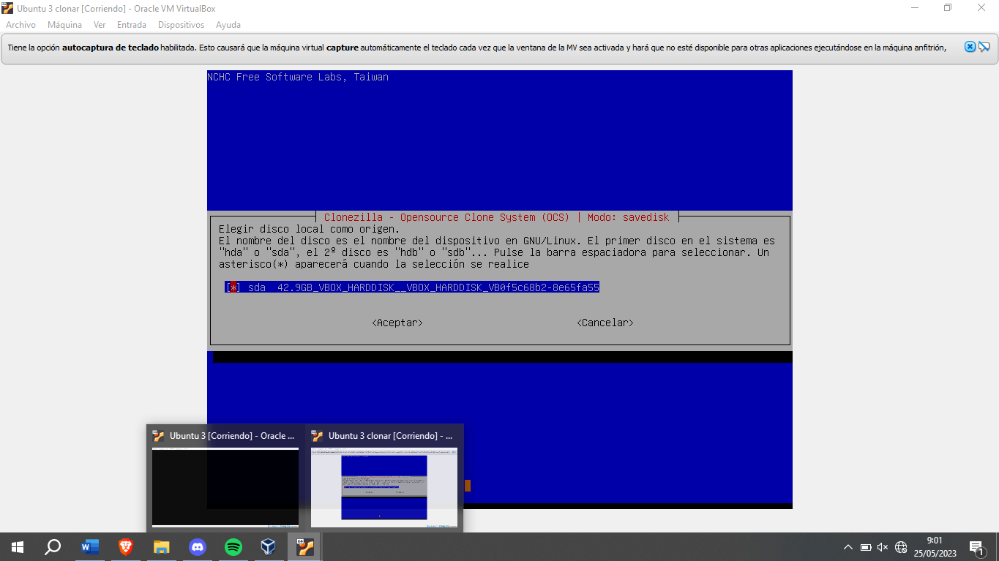 Ubuntu 3 clonar [Corriendo] - Oracle VM VirtualBox
Archivo Máquina Ver Entrada Dispositivos Ayuda
Tiene la opción autocaptura de teclado habilitada. Esto causará que la máquina virtual capture automáticamente el teclado cada vez que la ventana de la MV sea activada y hará que no esté disponible para otras aplicaciones ejecutándose en la máquina anfitrión,
NCHC Free Software Labs, Taiwan
Clonezilla - Opensource Clone System (OCS) | Modo: savedisk
Elegir disco local como origen.
El nombre del disco es el nombre del dispositivo en GNU/Linux. El primer disco en el sistema es
"hda" o "sda", el 2º disco es "hdb" o "sdb"... Pulse la barra espaciadora para seleccionar. Un
asterisco(*) aparecerá cuando la selección se realice
[*] sda 42.9GB_VBOX_HARDDISK__VBOX_HARDDISK_VB0f5c68b2-8e65fa55
<Aceptar> <Cancelar>
Ubuntu 3 [Corriendo] - Oracle ...
Ubuntu 3 clonar [Corriendo] - ...
9:01
25/05/2023
1